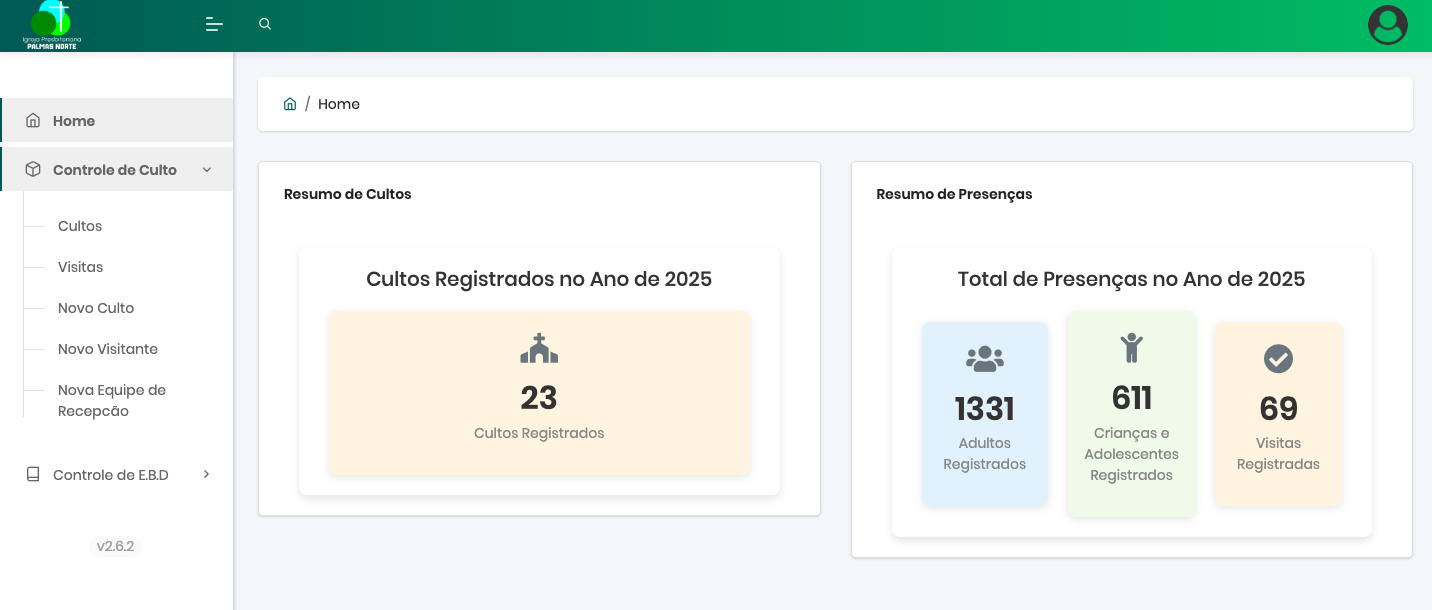 Igreja Presbiteriana
PALMAS NORTE
Home
Controle de Culto
Cultos
Visitas
Novo Culto
Novo Visitante
Nova Equipe de
Recepcão
Controle de E.B.D
v2.6.2
/ Home
Resumo de Cultos
Cultos Registrados no Ano de 2025
23
Cultos Registrados
Resumo de Presenças
Total de Presenças no Ano de 2025
1331
Adultos
Registrados
611
Crianças e
Adolescentes
Registrados
69
Visitas
Registradas